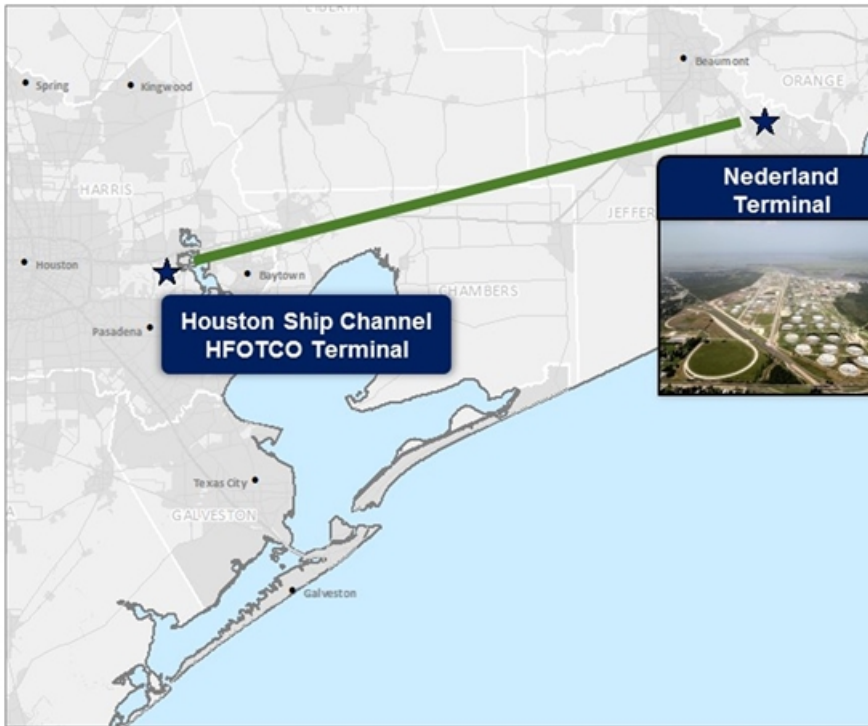 LIBERTY
Beaumont
Spring
Kingwood
ORANGE
Nederland
Terminal
HARRIS
JEFFER
Houston
Baytown
CHAMBERS
Houston Ship Channel
HFOTCO Terminal
Pasadena
Texas City
GALVESTON
Galveston